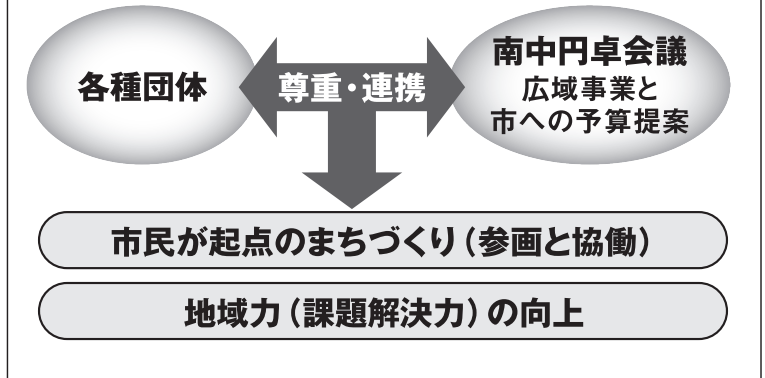 各種団体
尊重・連携
南中円卓会議
広域事業と
市への予算提案
市民が起点のまちづくり（参画と協働）
地域力（課題解決力）の向上